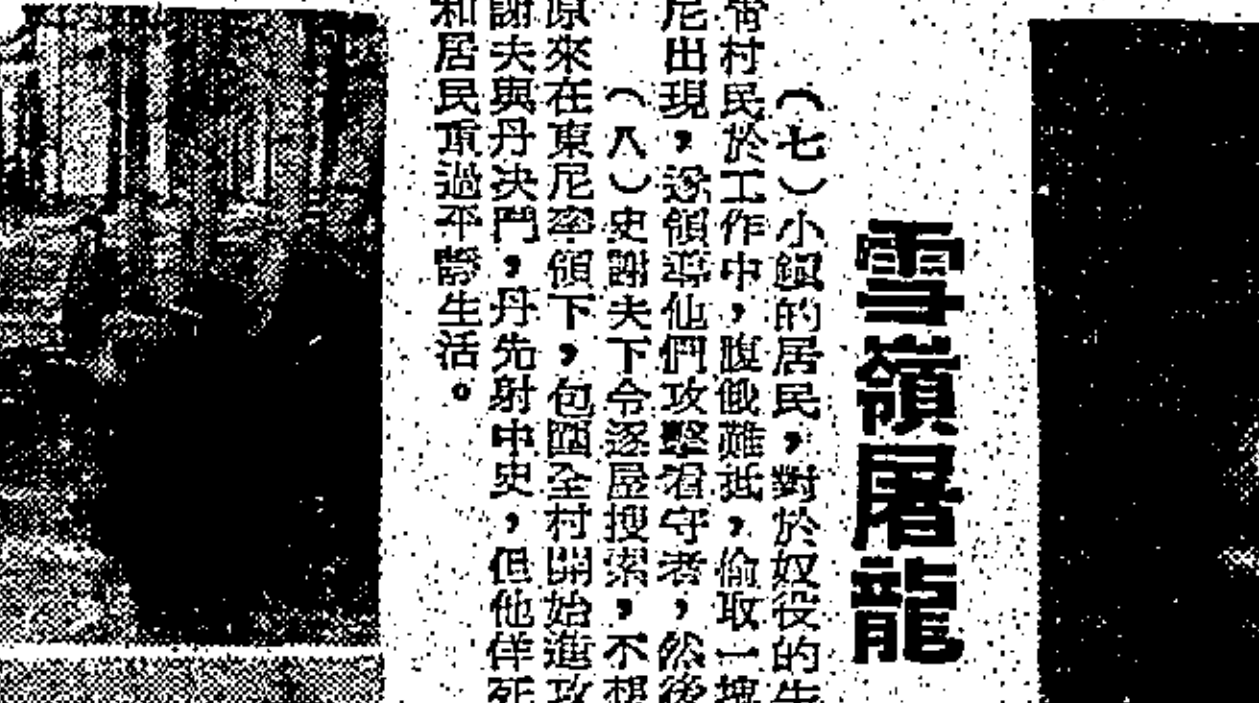 雪嶺屠龍
（七）小鎮的居民，對於奴役的生
村民於工作中，腹餓難抵，偷取一塊
尼出現，遂領導他們攻擊看守者，然後
（八）史謝夫下令逐屋搜索，不想
原來在東尼率領下，包圍全村開始進攻
謝夫與丹決鬥，丹先射中史，但他佯死
和居民重過平靜生活。